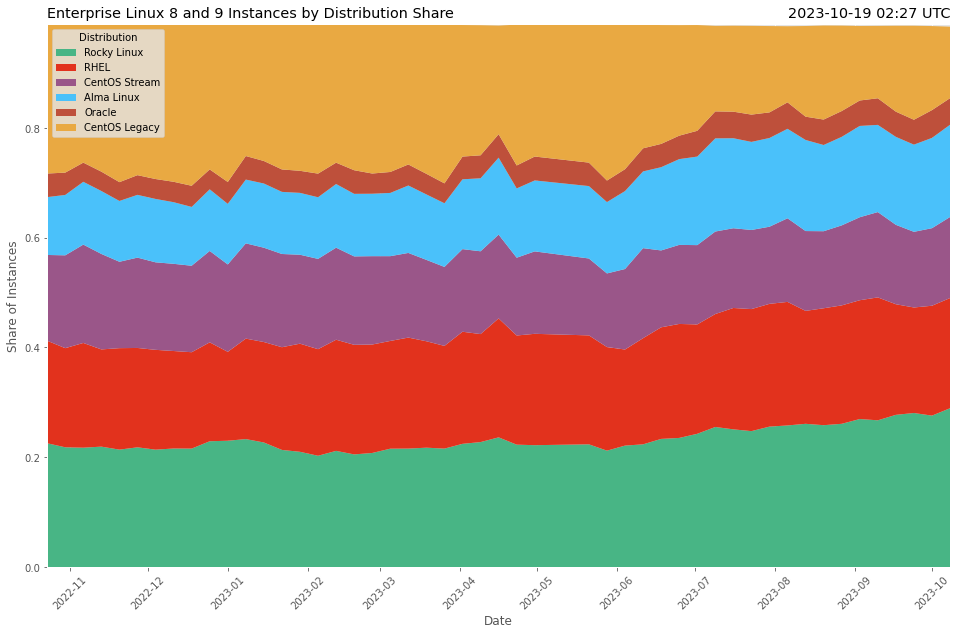 Enterprise Linux 8 and 9 Instances by Distribution Share
2023-10-19 02:27 UTC
Distribution
Rocky Linux
RHEL
CentOS Stream
Alma Linux
Oracle
CentOS Legacy
Share of Instances
0.8
0.6
0.4
0.2
0.0
2022-11
2022-12
2023-01
2023-02
2023-03
2023-04
2023-05
2023-06
2023-07
2023-08
2023-09
2023-10
Date